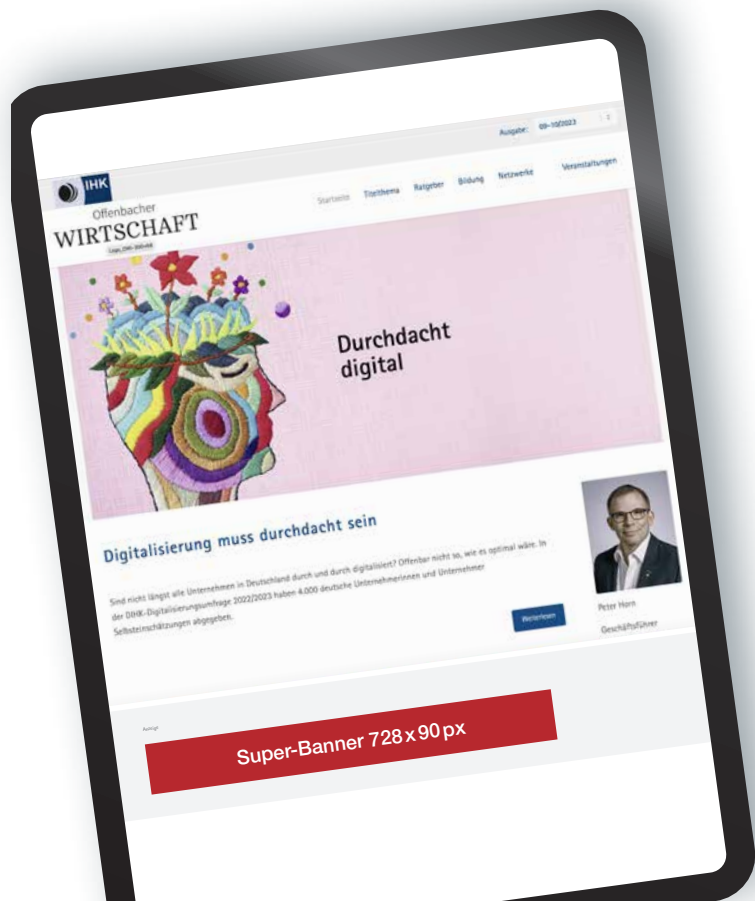 Ausgabe: 09-10/2023
IHK
Offenbacher
WIRTSCHAFT
Startseite Titelthema Ratgeber Bildung Netzwerke Veranstaltungen
Durchdacht
digital
Digitalisierung muss durchdacht sein
Sind nicht längst alle Unternehmen in Deutschland durch und durch digitalisiert? Offenbar nicht so, wie es optimal wäre. In
der DIHK-Digitalisierungsumfrage 2022/2023 haben 4.000 deutsche Unternehmerinnen und Unternehmer
Selbsteinschätzungen abgegeben.
Weiterlesen
Peter Horn
Geschäftsführer
Anzeige
Super-Banner 728 x 90 px